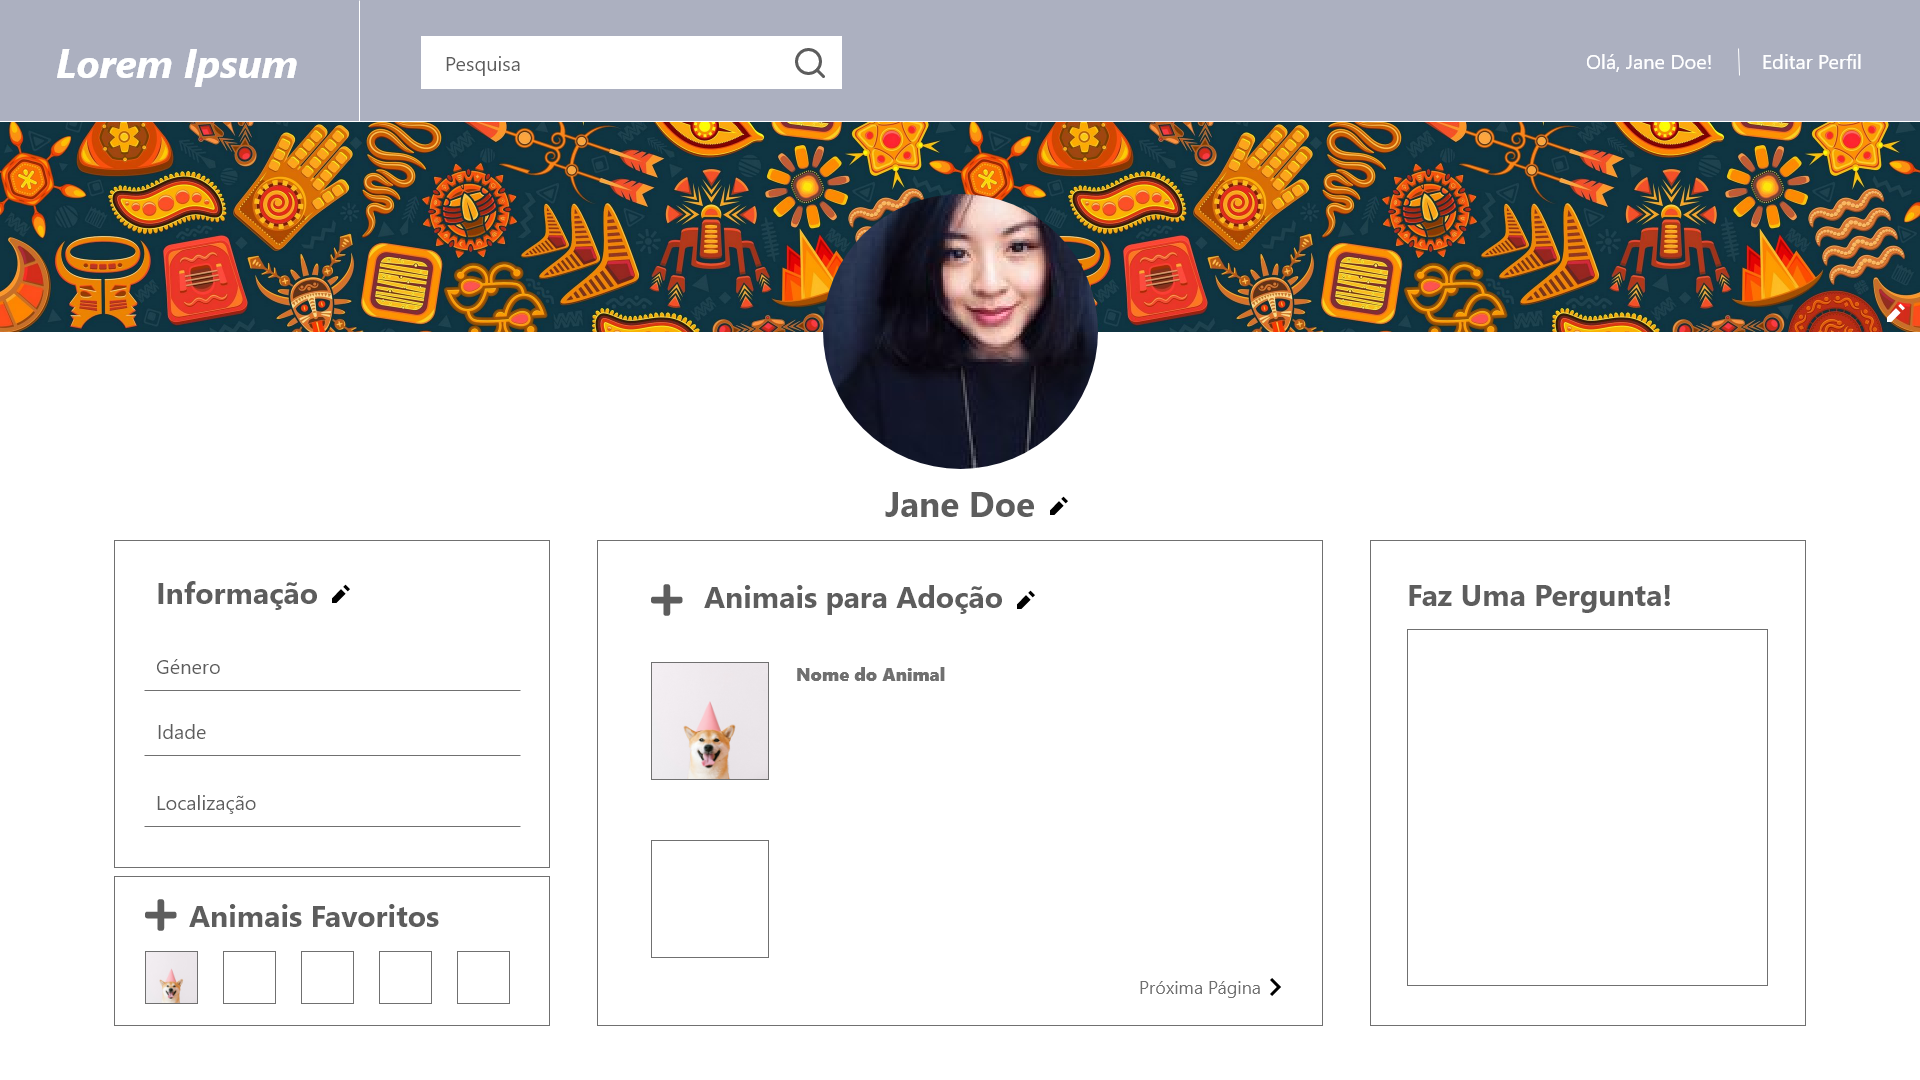 Lorem Ipsum
Pesquisa
Olá, Jane Doe!
Editar Perfil
Jane Doe
Informação
Género
Idade
Localização
Animais Favoritos
Animais para Adoção
Nome do Animal
Próxima Página
Faz Uma Pergunta!